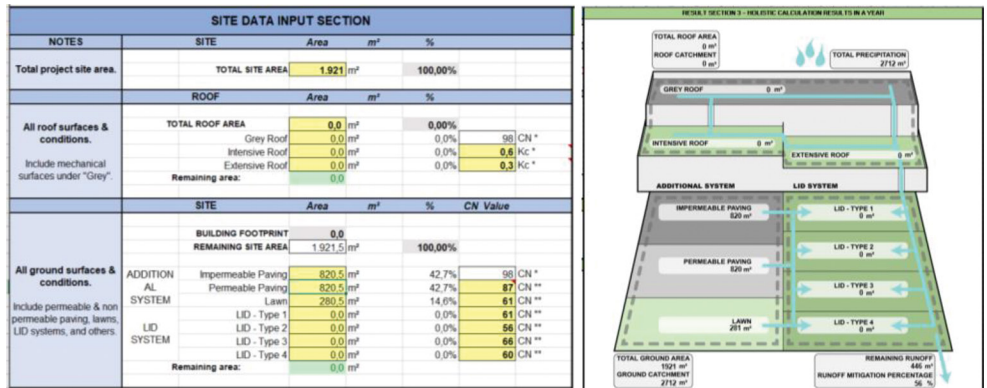 SITE DATA INPUT SECTION
NOTES SITE Area m² %
Total project site area. TOTAL SITE AREA 1.921 m² 100,00%
ROOF Area m² %
All roof surfaces & conditions.
Include mechanical surfaces under "Grey".
TOTAL ROOF AREA 0,0 m² 0,00%
Grey Roof 0,0 m² 0,0% 98 CN *
Intensive Roof 0,0 m² 0,0% 0,6 Kc *
Extensive Roof 0,0 m² 0,0% 0,3 Kc *
Remaining area: 0,0
SITE Area m² % CN Value
BUILDING FOOTPRINT 0,0
REMAINING SITE AREA 1.921,5 m² 100,00%
All ground surfaces & conditions.
Include permeable & non permeable paving, lawns, LID systems, and others.
ADDITION
AL
SYSTEM
Impermeable Paving 820,5 m² 42,7% 98 CN *
Permeable Paving 820,5 m² 42,7% 87 CN **
Lawn 280,5 m² 14,6% 61 CN **
LID
SYSTEM
LID - Type 1 0,0 m² 0,0% 61 CN **
LID - Type 2 0,0 m² 0,0% 56 CN **
LID - Type 3 0,0 m² 0,0% 66 CN **
LID - Type 4 0,0 m² 0,0% 60 CN **
Remaining area: 0,0 m²
RESULT SECTION 3 - HOLISTIC CALCULATION RESULTS IN A YEAR
TOTAL ROOF AREA
0 m²
ROOF CATCHMENT
0 m²
TOTAL PRECIPITATION
2712 m²
GREY ROOF 0 m²
INTENSIVE ROOF 0 m²
EXTENSIVE ROOF 0 m²
ADDITIONAL SYSTEM LID SYSTEM
IMPERMEABLE PAVING
820 m²
LID - TYPE 1
0 m²
LID - TYPE 2
0 m²
PERMEABLE PAVING
820 m²
LID - TYPE 3
0 m²
LAWN
281 m²
LID - TYPE 4
0 m²
TOTAL GROUND AREA
1921 m²
GROUND CATCHMENT
2712 m²
REMAINING RUNOFF
446 m²
RUNOFF MITIGATION PERCENTAGE
56 %